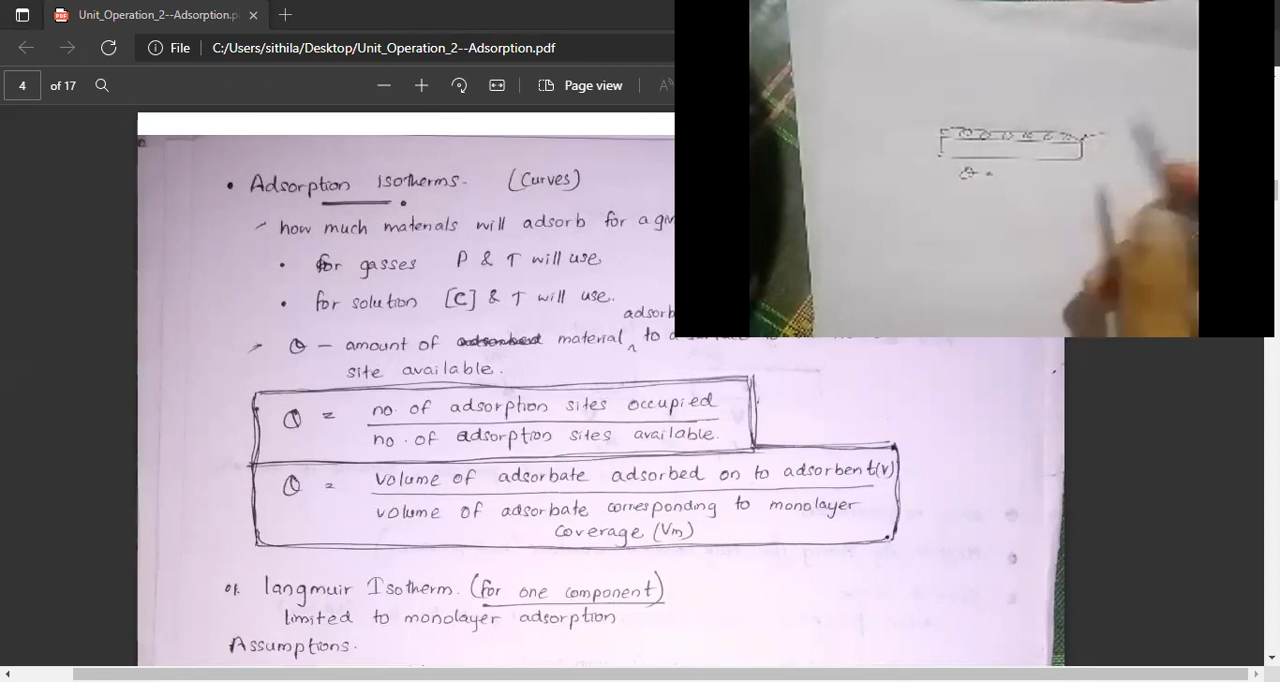 Unit_Operation_2--Adsorption.p
File C:/Users/sithila/Desktop/Unit_Operation_2--Adsorption.pdf
4 of 17 Page view
• Adsorption isotherms. (Curves)
how much materials will adsorb for a
• for gasses P & T will use
• for solution [C] & T will use.
adsorb
θ — amount of material to
site available.
θ = no. of adsorption sites occupied
no. of adsorption sites available.
θ = volume of adsorbate adsorbed on to adsorbent(v)
volume of adsorbate corresponding to monolayer
coverage (Vm)
01. langmuir Isotherm. (for one component)
limited to monolayer adsorption
Assumptions.
θ =